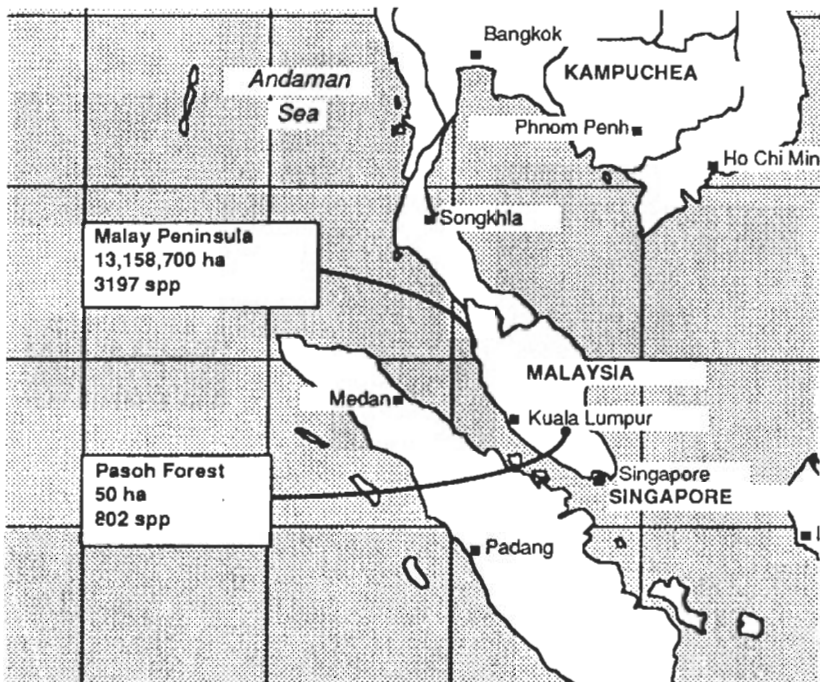 Bangkok
Andaman
Sea
KAMPUCHEA
Phnom Penh
Ho Chi Min
Songkhla
Malay Peninsula
13,158,700 ha
3197 spp
MALAYSIA
Medan
Kuala Lumpur
Pasoh Forest
50 ha
802 spp
Singapore
SINGAPORE
Padang